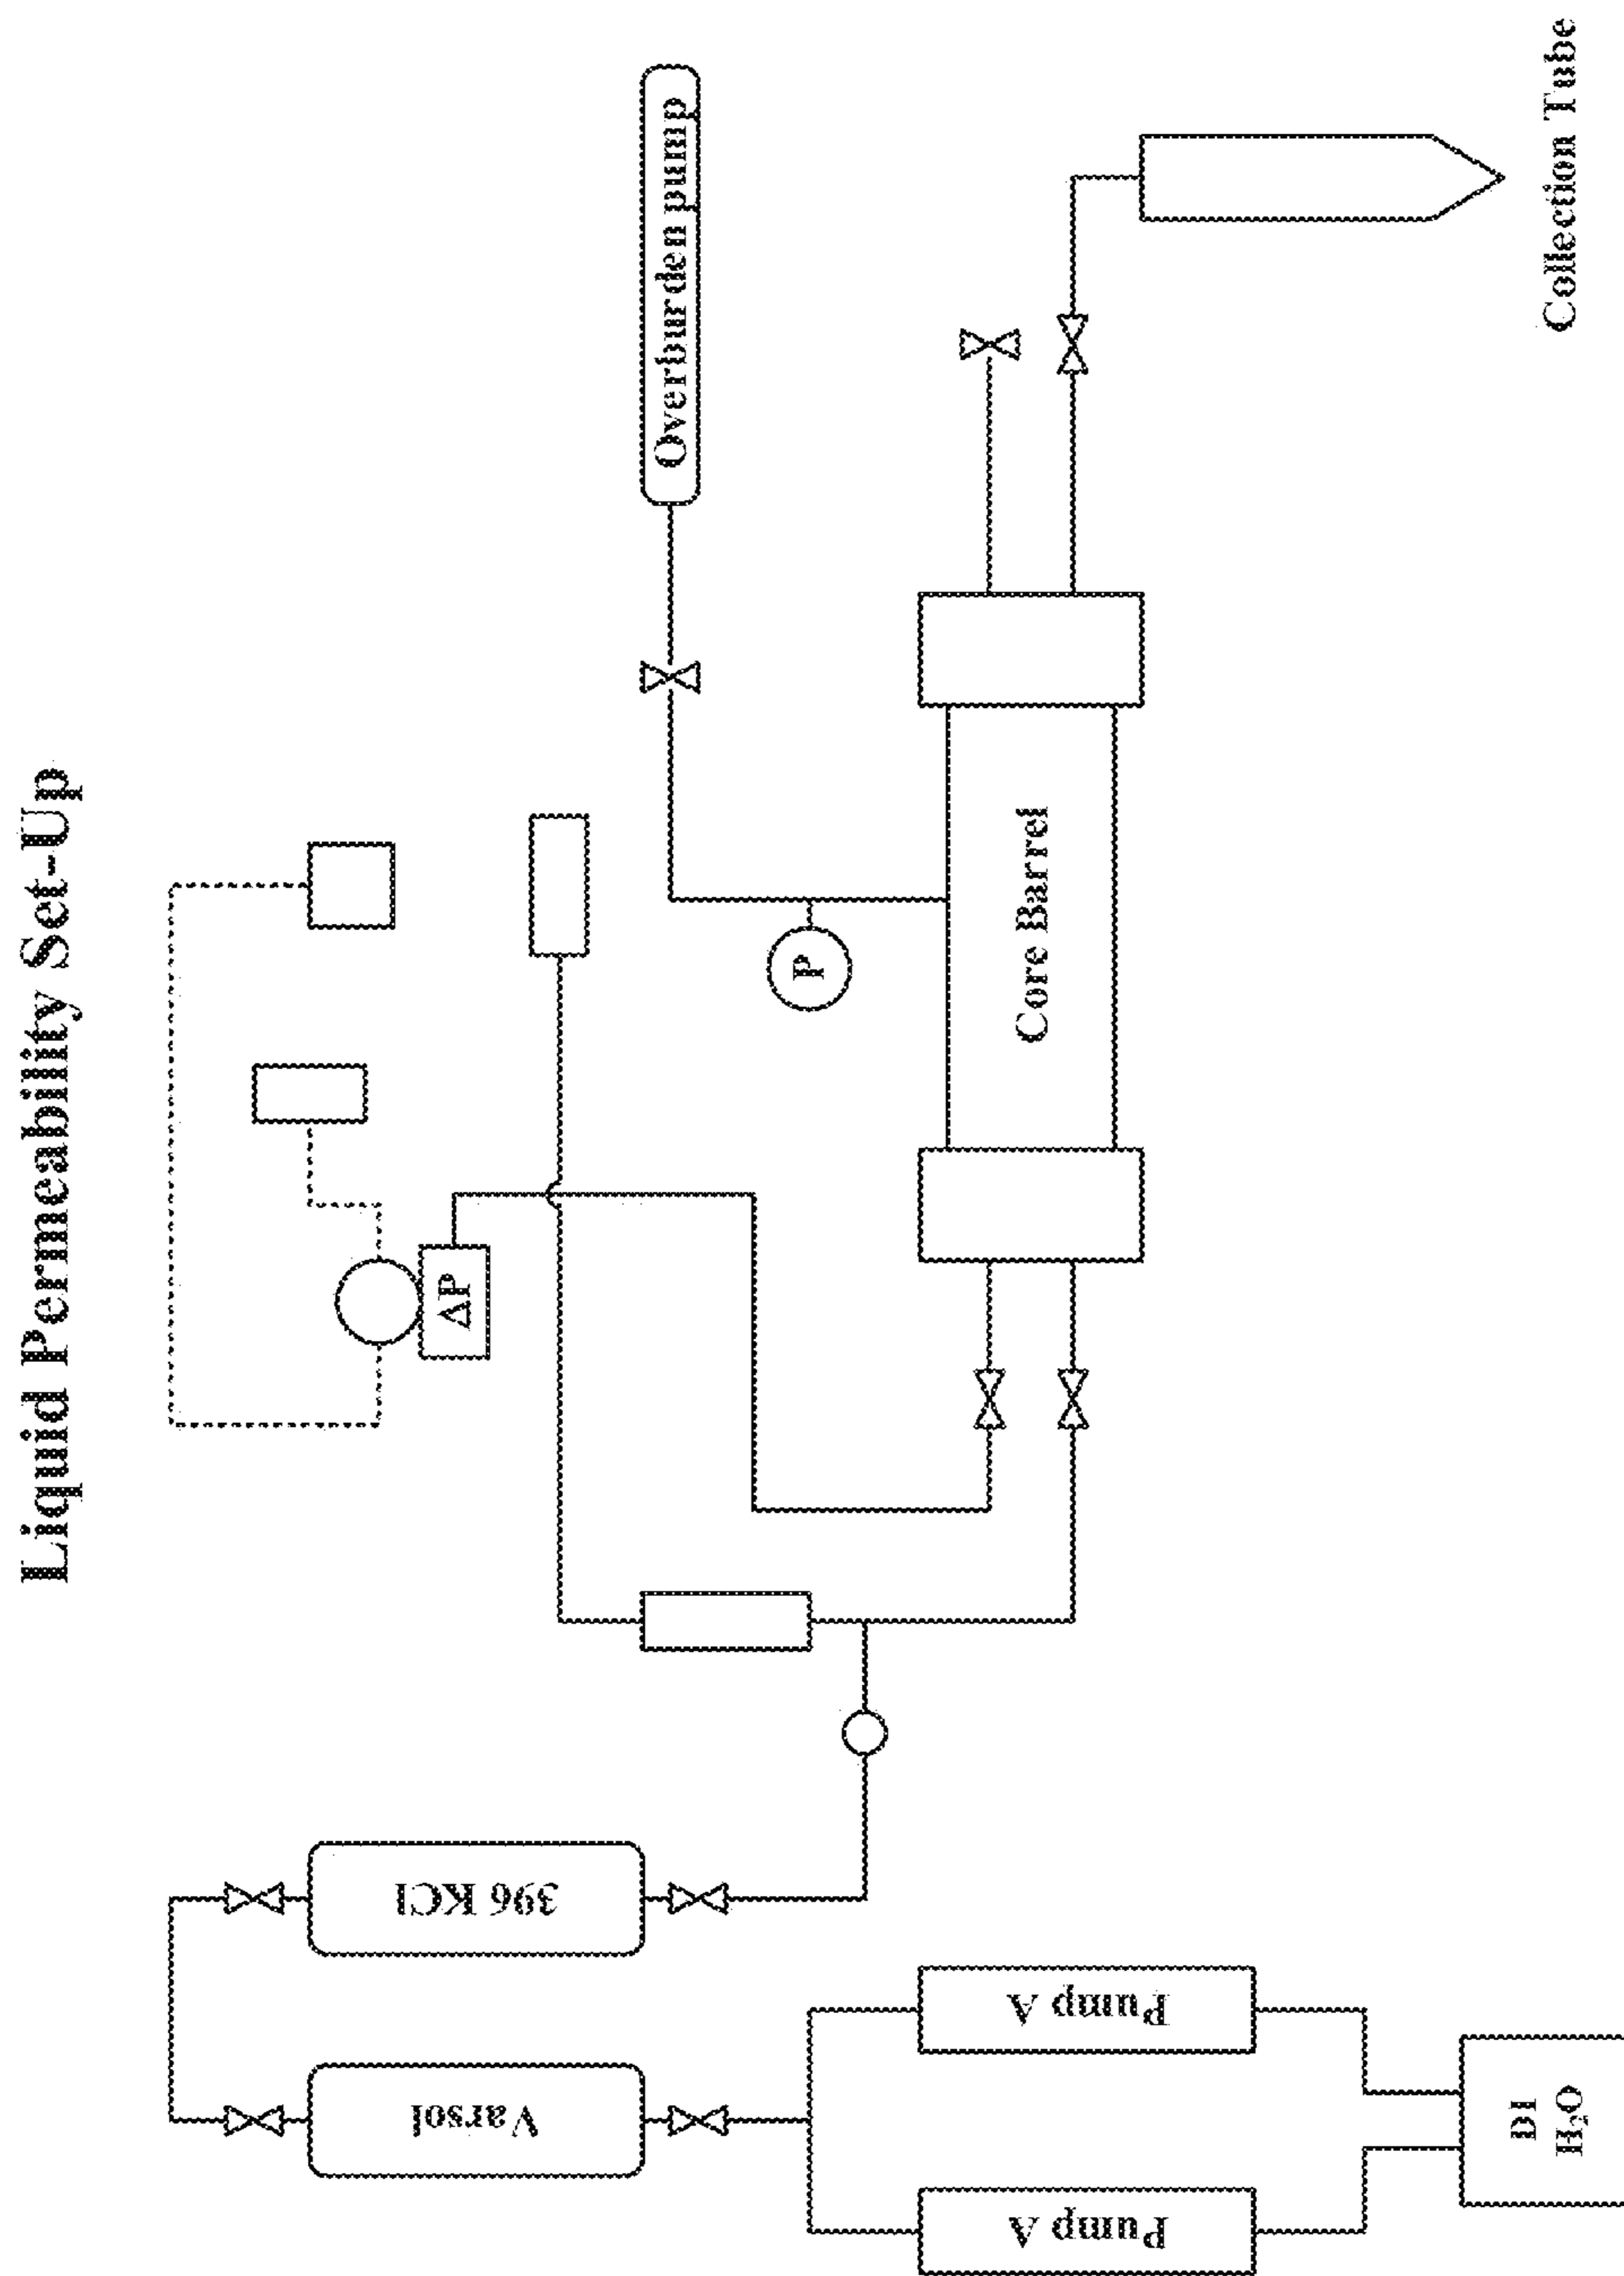 Liquid Permeability Set-Up
Varsol
396 KCl
ΔP
Overburden pump
P
Pump A
Pump A
Core Barrel
DI
H₂O
Collection Tube